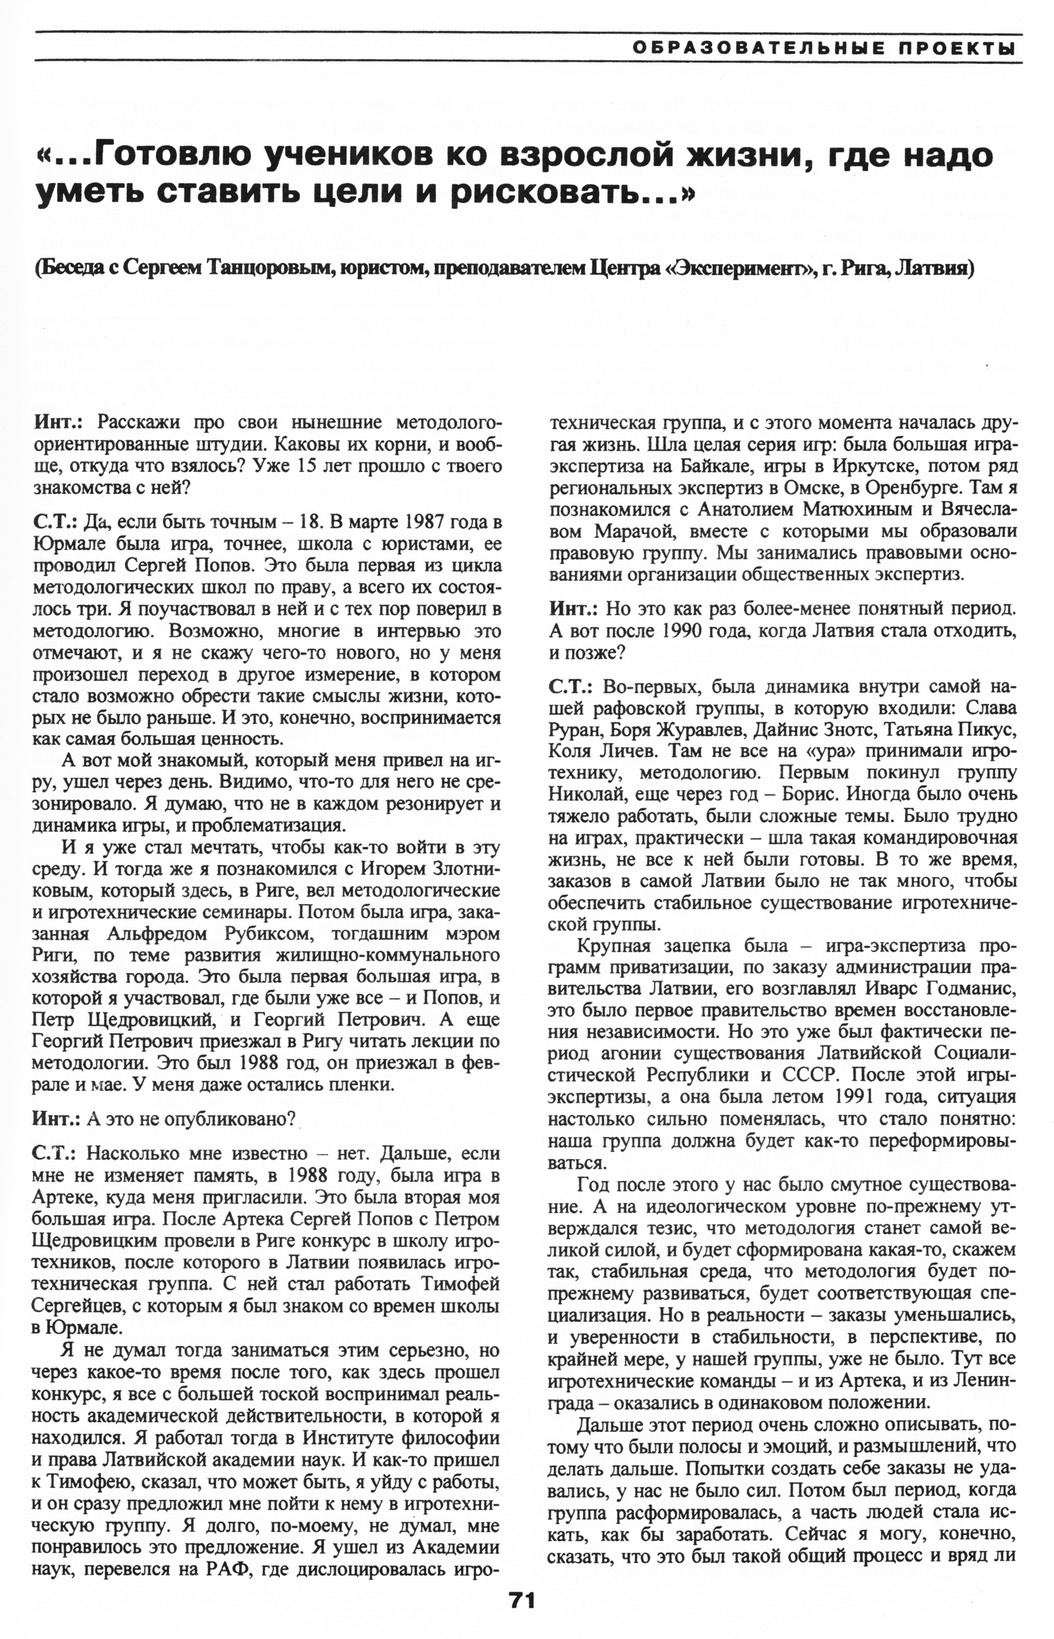 ОБРАЗОВАТЕЛЬНЫЕ ПРОЕКТЫ
«...Готовлю учеников ко взрослой жизни, где надо
уметь ставить цели и рисковать...»
(Беседа с Сергеем Танцоровым, юристом, преподавателем Центра «Эксперимент», г. Рига, Латвия)
Инт.: Расскажи про свои нынешние методолого-
ориентированные штудии. Каковы их корни, и вооб-
ще, откуда что взялось? Уже 15 лет прошло с твоего
знакомства с ней?
С.Т.: Да, если быть точным – 18. В марте 1987 года в
Юрмале была игра, точнее, школа с юристами, ее
проводил Сергей Попов. Это была первая из цикла
методологических школ по праву, а всего их состоя-
лось три. Я поучаствовал в ней и с тех пор поверил в
методологию. Возможно, многие в интервью это
отмечают, и я не скажу чего-то нового, но у меня
произошел переход в другое измерение, в котором
стало возможно обрести такие смыслы жизни, кото-
рых не было раньше. И это, конечно, воспринимается
как самая большая ценность.
А вот мой знакомый, который меня привел на иг-
ру, ушел через день. Видимо, что-то для него не сре-
зонировало. Я думаю, что не в каждом резонирует и
динамика игры, и проблематизация.
И я уже стал мечтать, чтобы как-то войти в эту
среду. И тогда же я познакомился с Игорем Злотни-
ковым, который здесь, в Риге, вел методологические
и игротехнические семинары. Потом была игра, зака-
занная Альфредом Рубиксом, тогдашним мэром
Риги, по теме развития жилищно-коммунального
хозяйства города. Это была первая большая игра, в
которой я участвовал, где были уже все – и Попов, и
Петр Щедровицкий, и Георгий Петрович. А еще
Георгий Петрович приезжал в Ригу читать лекции по
методологии. Это был 1988 год, он приезжал в фев-
рале и мае. У меня даже остались пленки.
Инт.: А это не опубликовано?
С.Т.: Насколько мне известно – нет. Дальше, если
мне не изменяет память, в 1988 году, была игра в
Артеке, куда меня пригласили. Это была вторая моя
большая игра. После Артека Сергей Попов с Петром
Щедровицким провели в Риге конкурс в школу игро-
техников, после которого в Латвии появилась игро-
техническая группа. С ней стал работать Тимофей
Сергейцев, с которым я был знаком со времен школы
в Юрмале.
Я не думал тогда заниматься этим серьезно, но
через какое-то время после того, как здесь прошел
конкурс, я все с большей тоской воспринимал реаль-
ность академической действительности, в которой я
находился. Я работал тогда в Институте философии
и права Латвийской академии наук. И как-то пришел
к Тимофею, сказал, что может быть, я уйду с работы,
и он сразу предложил мне пойти к нему в игротехни-
ческую группу. Я долго, по-моему, не думал, мне
понравилось это предложение. Я ушел из Академии
наук, перевелся на РАФ, где дислоцировалась игро-
техническая группа, и с этого момента началась дру-
гая жизнь. Шла целая серия игр: была большая игра-
экспертиза на Байкале, игры в Иркутске, потом ряд
региональных экспертиз в Омске, в Оренбурге. Там я
познакомился с Анатолием Матюхиным и Вячесла-
вом Марачой, вместе с которыми мы образовали
правовую группу. Мы занимались правовыми осно-
ваниями организации общественных экспертиз.
Инт.: Но это как раз более-менее понятный период.
А вот после 1990 года, когда Латвия стала отходить,
и позже?
С.Т.: Во-первых, была динамика внутри самой на-
шей рафовской группы, в которую входили: Слава
Руран, Боря Журавлев, Дайнис Знотс, Татьяна Пикус,
Коля Личев. Там не все на «ура» принимали игро-
технику, методологию. Первым покинул группу
Николай, еще через год – Борис. Иногда было очень
тяжело работать, были сложные темы. Было трудно
на играх, практически – шла такая командировочная
жизнь, не все к ней были готовы. В то же время,
заказов в самой Латвии было не так много, чтобы
обеспечить стабильное существование игротехниче-
ской группы.
Крупная зацепка была – игра-экспертиза про-
грамм приватизации, по заказу администрации пра-
вительства Латвии, его возглавлял Иварс Годманис,
это было первое правительство времен восстановле-
ния независимости. Но это уже был фактически пе-
риод агонии существования Латвийской Социали-
стической Республики и СССР. После этой игры-
экспертизы, а она была летом 1991 года, ситуация
настолько сильно поменялась, что стало понятно:
наша группа должна будет как-то переформировы-
ваться.
Год после этого у нас было смутное существова-
ние. А на идеологическом уровне по-прежнему ут-
верждался тезис, что методология станет самой ве-
ликой силой, и будет сформирована какая-то, скажем
так, стабильная среда, что методология будет по-
прежнему развиваться, будет соответствующая спе-
циализация. Но в реальности – заказы уменьшались,
и уверенности в стабильности, в перспективе, по
крайней мере, у нашей группы, уже не было. Тут все
игротехнические команды – и из Артека, и из Ленин-
града – оказались в одинаковом положении.
Дальше этот период очень сложно описывать, по-
тому что были полосы и эмоций, и размышлений, что
делать дальше. Попытки создать себе заказы не уда-
вались, у нас не было сил. Потом был период, когда
группа расформировалась, а часть людей стала ис-
кать, как бы заработать. Сейчас я могу, конечно,
сказать, что это был такой общий процесс и вряд ли
71